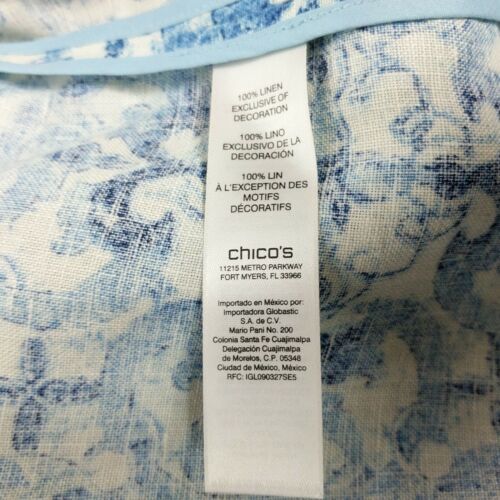 100% LINEN
EXCLUSIVE OF
DECORATION
100% LINO
EXCLUSIVO DE LA
DECORACIÓN
100% LIN
À L'EXCEPTION DES
MOTIFS
DÉCORATIFS
chico's
11215 METRO PARKWAY
FORT MYERS, FL 33966
Importado en México por:
Importadora Globastic
S.A. de C.V.
Mario Pani No. 200
Colonia Santa Fe Cuajimalpa
Delegación Cuajimalpa
de Morelos, C.P. 05348
Ciudad de México, México
RFC: IGL090327SE5